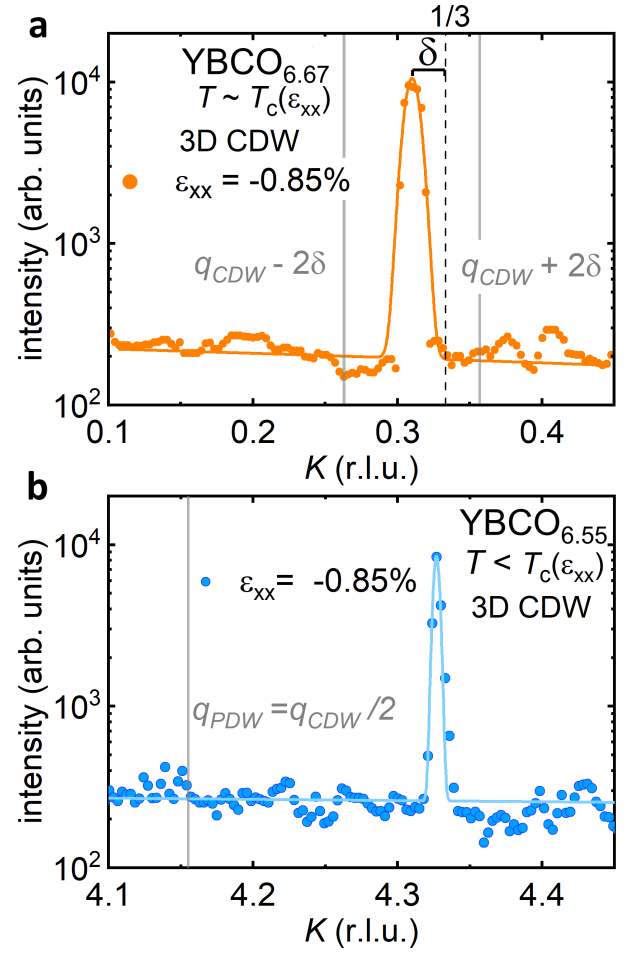 a
1/3
δ
YBCO6.67
T ~ Tc(εxx)
3D CDW
εxx = -0.85%
qCDW - 2δ
qCDW + 2δ
intensity (arb. units)
10^4
10^3
10^2
0.1 0.2 0.3 0.4
K (r.l.u.)
b
YBCO6.55
T < Tc(εxx)
3D CDW
εxx= -0.85%
qPDW =qCDW /2
intensity (arb. units)
10^4
10^3
10^2
4.1 4.2 4.3 4.4
K (r.l.u.)